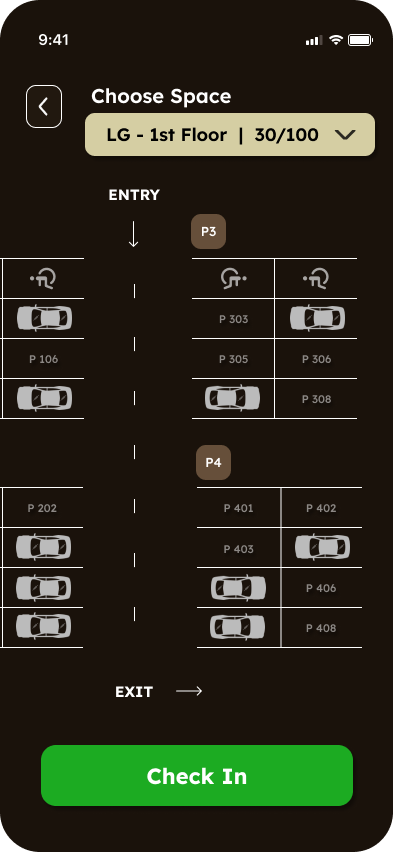 9:41
Choose Space
LG - 1st Floor | 30/100
ENTRY
P3
P 303
P 106
P 305
P 306
P 308
P4
P 202
P 401
P 402
P 403
P 406
P 408
EXIT
Check In